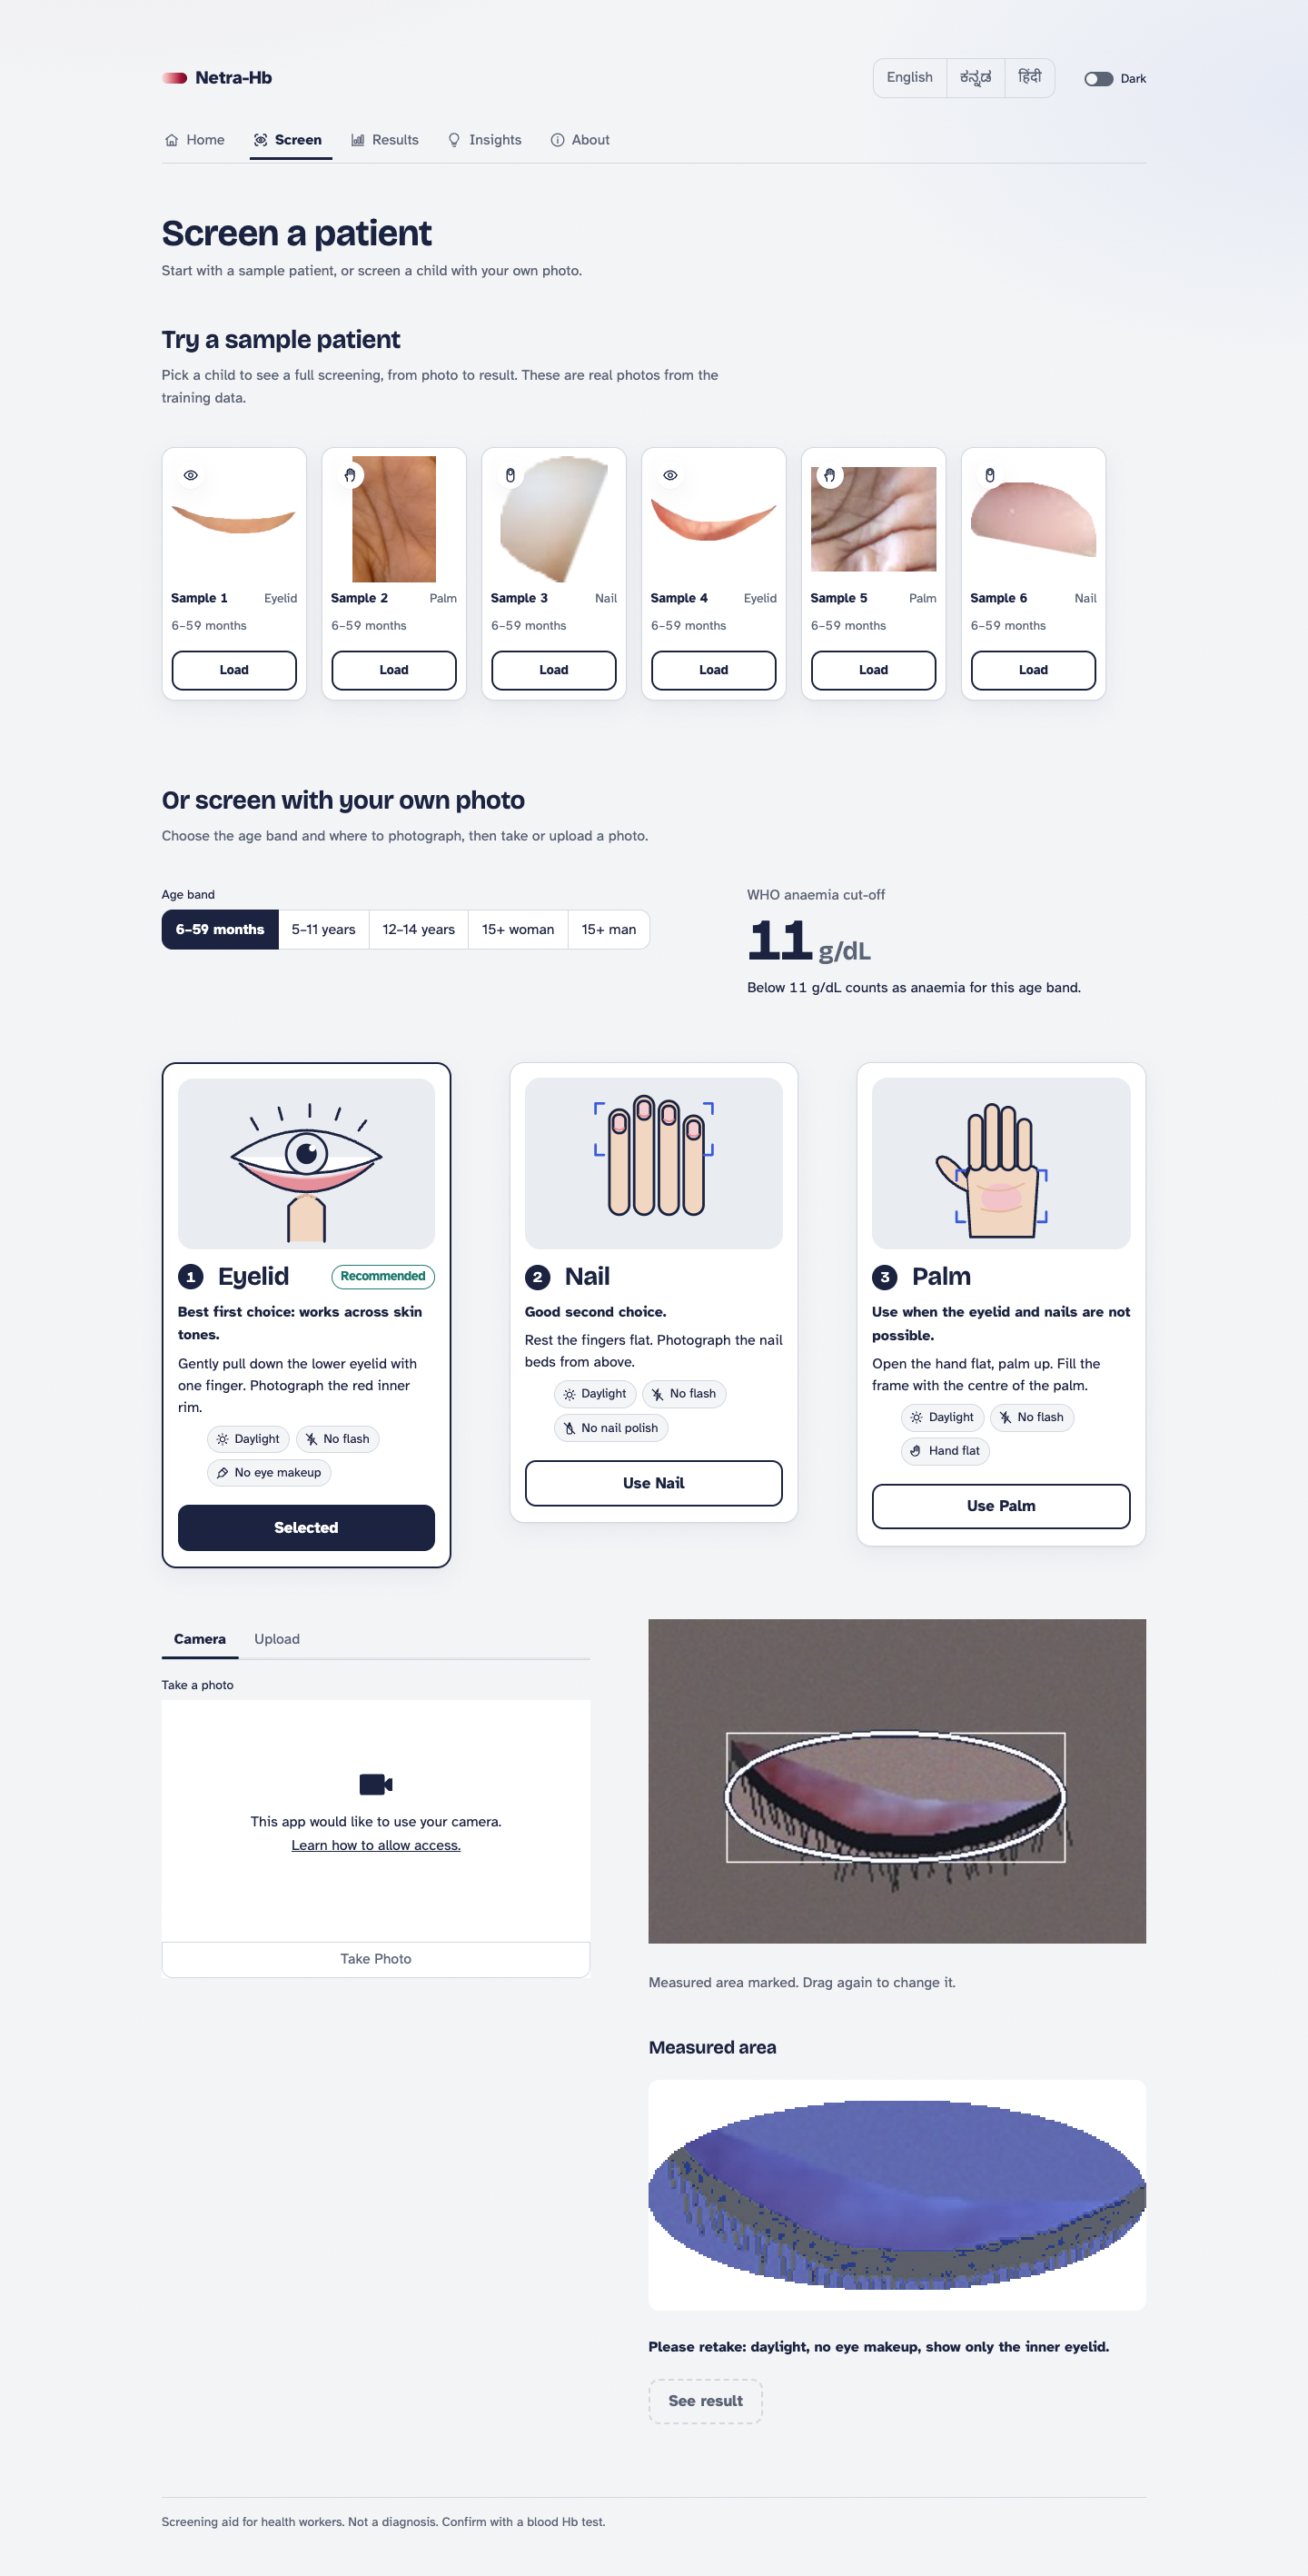 Netra-Hb
English
ಕನ್ನಡ
हिंदी
Dark
Home
Screen
Results
Insights
About
Screen a patient
Start with a sample patient, or screen a child with your own photo.
Try a sample patient
Pick a child to see a full screening, from photo to result. These are real photos from the
training data.
Sample 1 Eyelid
6–59 months
Load
Sample 2 Palm
6–59 months
Load
Sample 3 Nail
6–59 months
Load
Sample 4 Eyelid
6–59 months
Load
Sample 5 Palm
6–59 months
Load
Sample 6 Nail
6–59 months
Load
Or screen with your own photo
Choose the age band and where to photograph, then take or upload a photo.
Age band
6–59 months
5–11 years
12–14 years
15+ woman
15+ man
WHO anaemia cut-off
11 g/dL
Below 11 g/dL counts as anaemia for this age band.
1 Eyelid
Recommended
Best first choice: works across skin
tones.
Gently pull down the lower eyelid with
one finger. Photograph the red inner
rim.
Daylight
No flash
No eye makeup
Selected
2 Nail
Good second choice.
Rest the fingers flat. Photograph the nail
beds from above.
Daylight
No flash
No nail polish
Use Nail
3 Palm
Use when the eyelid and nails are not
possible.
Open the hand flat, palm up. Fill the
frame with the centre of the palm.
Daylight
No flash
Hand flat
Use Palm
Camera
Upload
Take a photo
This app would like to use your camera.
Learn how to allow access.
Take Photo
Measured area marked. Drag again to change it.
Measured area
Please retake: daylight, no eye makeup, show only the inner eyelid.
See result
Screening aid for health workers. Not a diagnosis. Confirm with a blood Hb test.